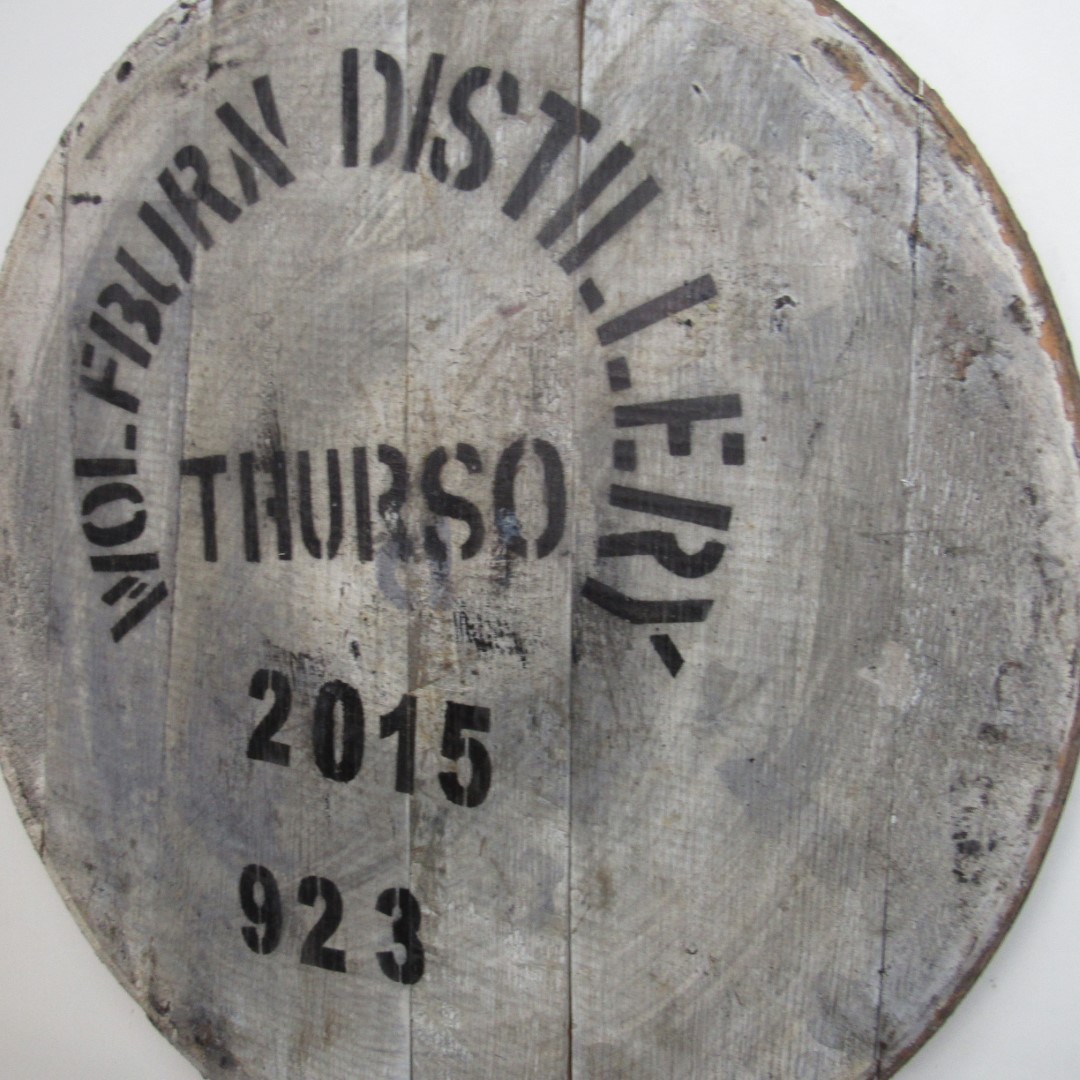 WOLFBURN DISTILLERY
THURSO
2015
923